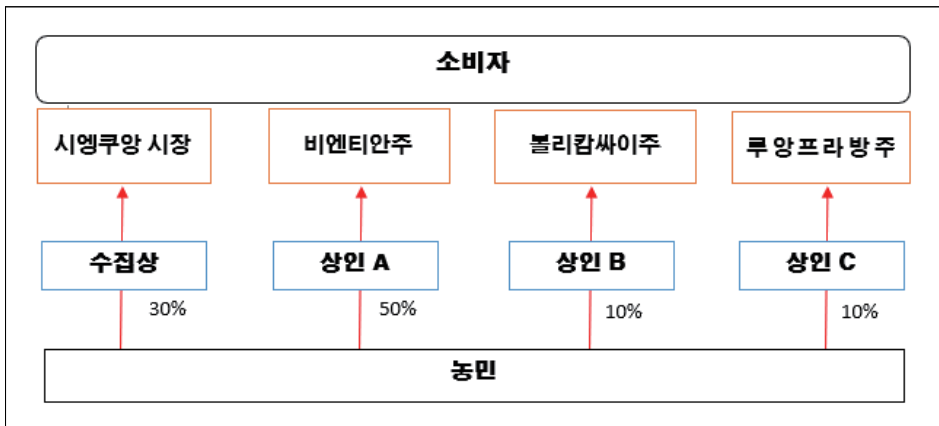 소비자
시엥쿠앙 시장
비엔티안주
볼리캄싸이주
루앙프라방주
수집상
상인 A
상인 B
상인 C
30%
50%
10%
10%
농민